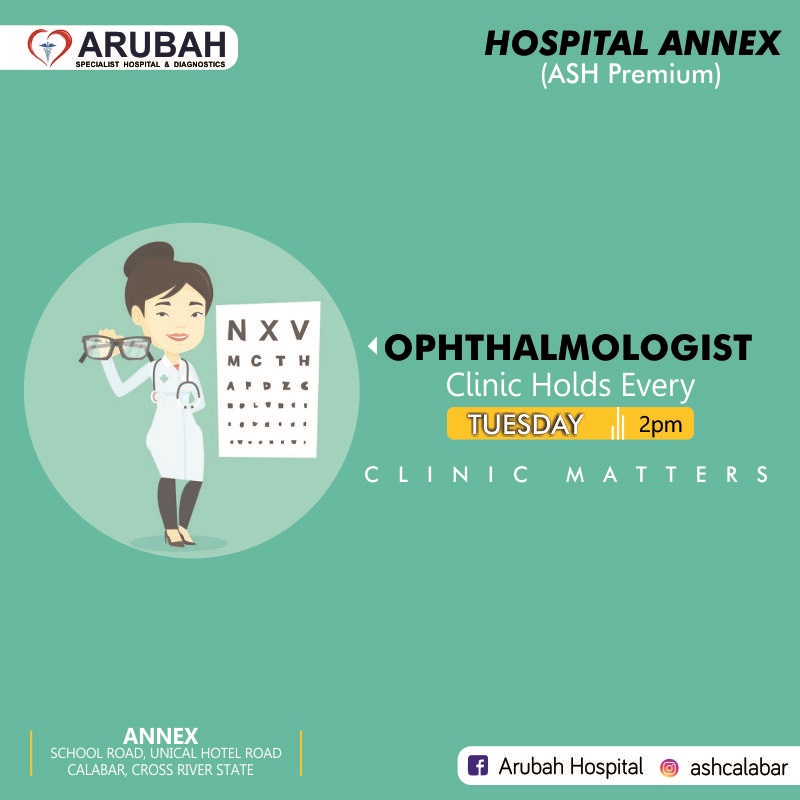 ARUBAH
SPECIALIST HOSPITAL & DIAGNOSTICS
HOSPITAL ANNEX
(ASH Premium)
N X V
M C T H
A P D Z C
OPHTHALMOLOGIST
Clinic Holds Every
TUESDAY 2pm
CLINIC MATTERS
ANNEX
SCHOOL ROAD, UNICAL HOTEL ROAD
CALABAR, CROSS RIVER STATE
Arubah Hospital ashcalabar